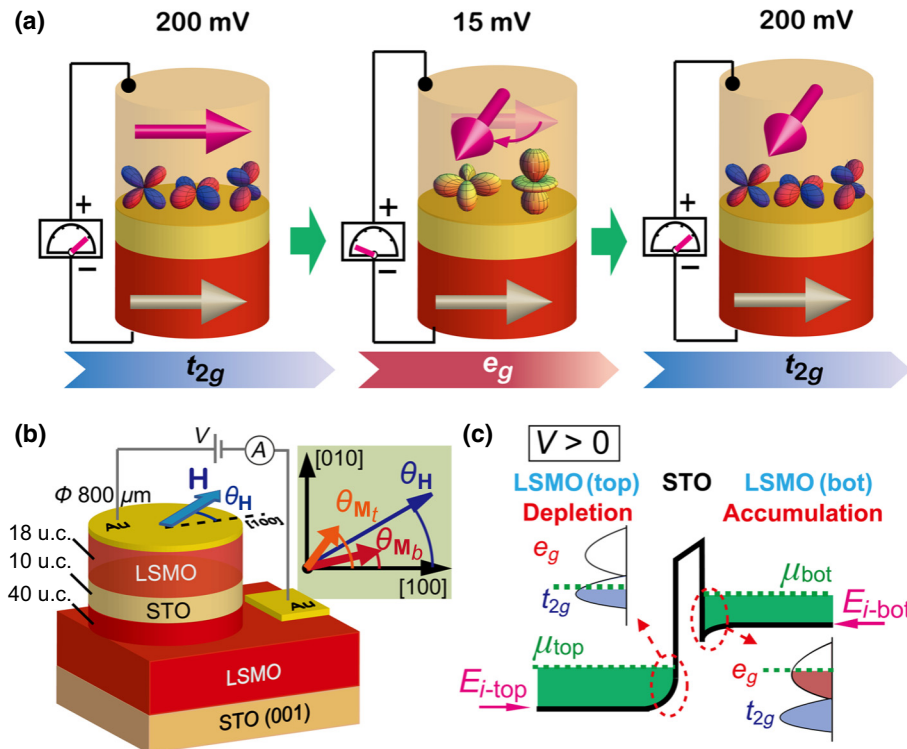 (a)
200 mV
15 mV
200 mV
+
−
+
−
+
−
t2g
eg
t2g
(b)
V
A
H
θH
[100]
Φ 800 μm
Au
18 u.c.
10 u.c.
40 u.c.
LSMO
STO
Au
LSMO
STO (001)
[010]
θH
θMt
θMb
[100]
(c)
V > 0
LSMO (top) STO LSMO (bot)
Depletion Accumulation
eg
t2g
μbot
Ei-bot
μtop
Ei-top
eg
t2g